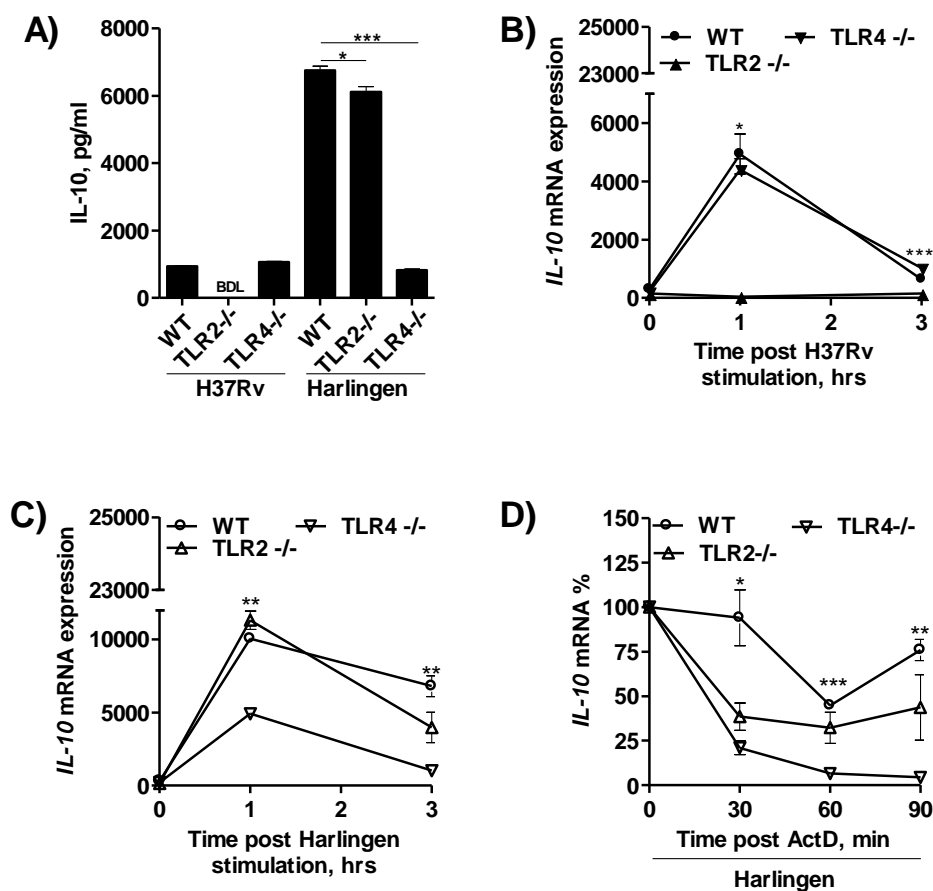 A)
8000
6000
4000
2000
0
IL-10, pg/ml
***
*
BDL
WT
TLR2-/-
TLR4-/-
WT
TLR2-/-
TLR4-/-
H37Rv
Harlingen
B)
25000
23000
6000
4000
2000
0
IL-10 mRNA expression
WT
TLR4 -/-
TLR2 -/-
*
***
0
1
2
3
Time post H37Rv
stimulation, hrs
C)
25000
23000
10000
5000
0
IL-10 mRNA expression
WT
TLR4 -/-
TLR2 -/-
**
**
0
1
2
3
Time post Harlingen
stimulation, hrs
D)
150
125
100
75
50
25
0
IL-10 mRNA %
WT
TLR4-/-
TLR2-/-
*
***
**
0
30
60
90
Time post ActD, min
Harlingen